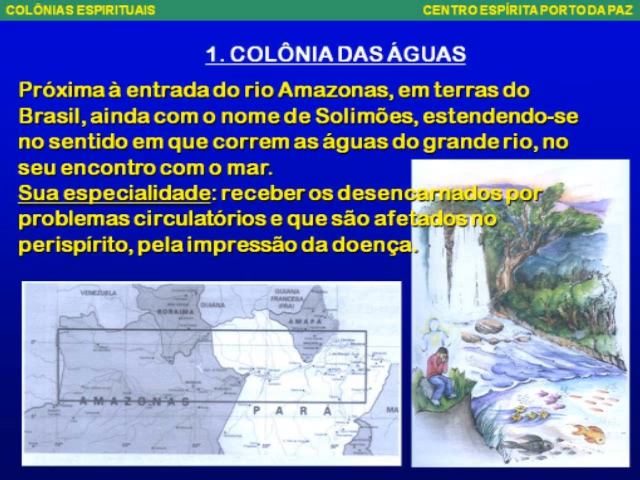 COLÔNIAS ESPIRITUAIS
CENTRO ESPÍRITA PORTO DA PAZ
1. COLÔNIA DAS ÁGUAS
Próxima à entrada do rio Amazonas, em terras do
Brasil, ainda com o nome de Solimões, estendendo-se
no sentido em que correm as águas do grande rio, no
seu encontro com o mar.
Sua especialidade: receber os desencarnados por
problemas circulatórios e que são afetados no
perispírito, pela impressão da doença.
VENEZUELA
GUIANA
GUIANA
FRANCESA
(FRA)
RORAIMA
AMAPÁ
AMAZONAS
PARÁ
MA